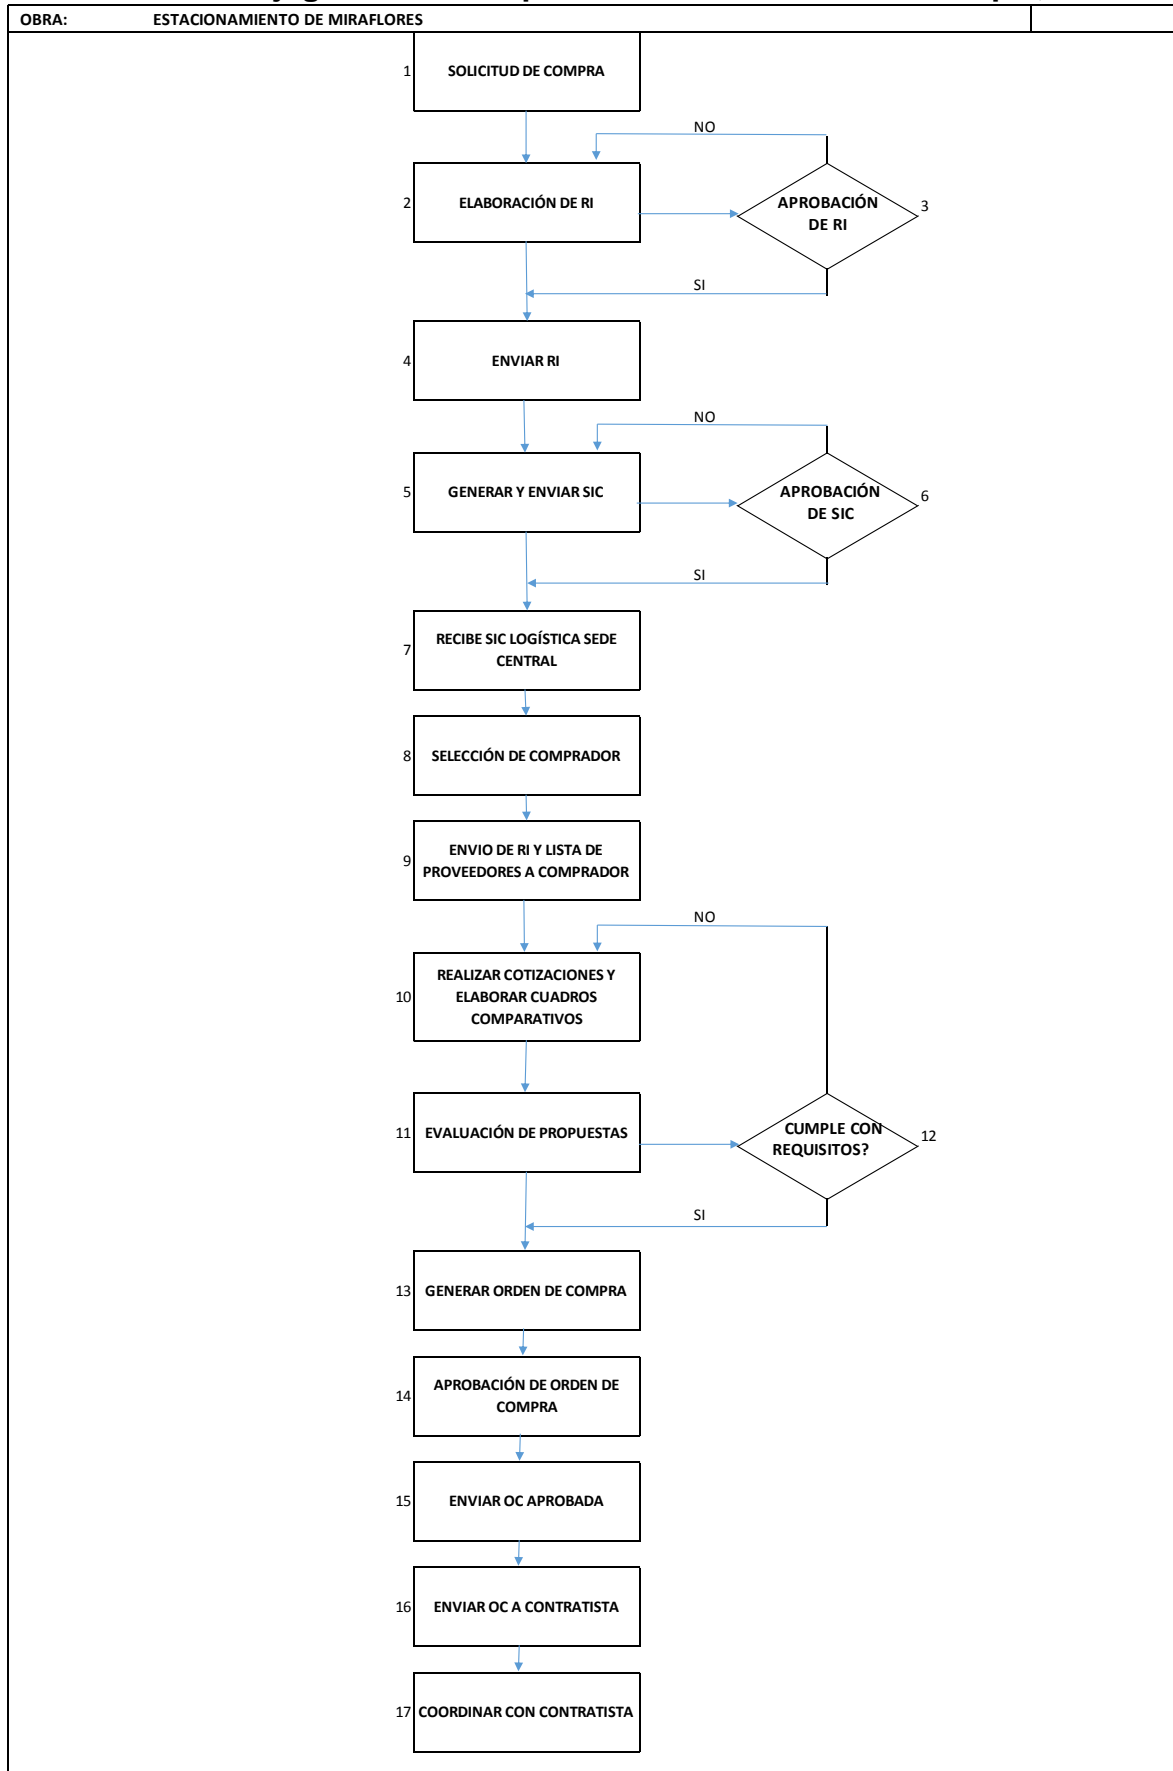 OBRA: ESTACIONAMIENTO DE MIRAFLORES
1 SOLICITUD DE COMPRA
NO
2 ELABORACIÓN DE RI
APROBACIÓN
DE RI
3
SI
4 ENVIAR RI
NO
5 GENERAR Y ENVIAR SIC
APROBACIÓN
DE SIC
6
SI
7
RECIBE SIC LOGÍSTICA SEDE
CENTRAL
8 SELECCIÓN DE COMPRADOR
9
ENVIO DE RI Y LISTA DE
PROVEEDORES A COMPRADOR
NO
10
REALIZAR COTIZACIONES Y
ELABORAR CUADROS
COMPARATIVOS
11 EVALUACIÓN DE PROPUESTAS
CUMPLE CON
REQUISITOS?
12
SI
13 GENERAR ORDEN DE COMPRA
14
APROBACIÓN DE ORDEN DE
COMPRA
15 ENVIAR OC APROBADA
16 ENVIAR OC A CONTRATISTA
17 COORDINAR CON CONTRATISTA